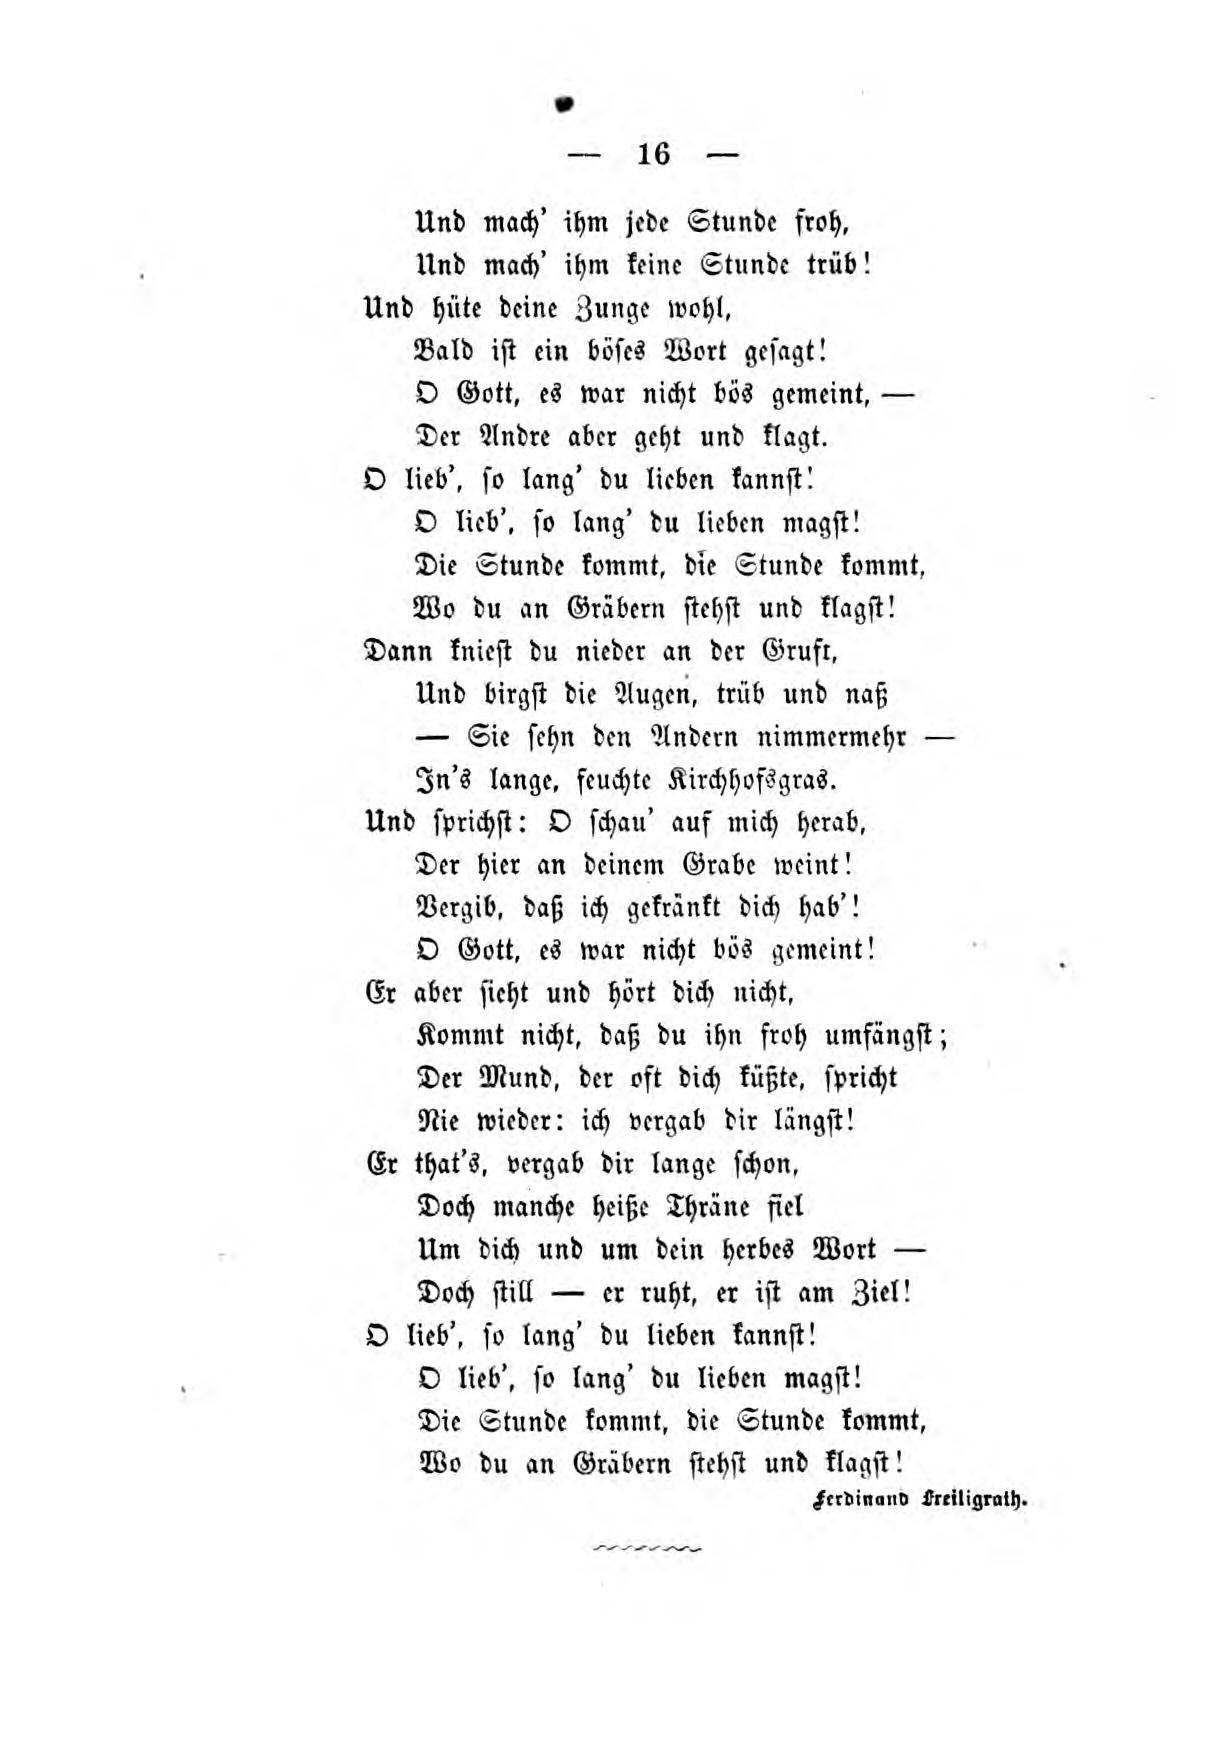 — 16 —
Und mach' ihm jede Stunde froh,
Und mach' ihm keine Stunde trüb!
Und hüte deine Zunge wohl,
Bald ist ein böses Wort gesagt!
O Gott, es war nicht bös gemeint, —
Der Andre aber geht und klagt.
O lieb', so lang' du lieben kannst!
O lieb', so lang' du lieben magst!
Die Stunde kommt, die Stunde kommt,
Wo du an Gräbern stehst und klagst!
Dann kniest du nieder an der Gruft,
Und birgst die Augen, trüb und naß
— Sie sehn den Andern nimmermehr —
In's lange, feuchte Kirchhofsgras.
Und sprichst: O schau' auf mich herab,
Der hier an deinem Grabe weint!
Vergib, daß ich gekränkt dich hab'!
O Gott, es war nicht bös gemeint!
Er aber sieht und hört dich nicht,
Kommt nicht, daß du ihn froh umfängst;
Der Mund, der oft dich küßte, spricht
Nie wieder: ich vergab dir längst!
Er that's, vergab dir lange schon,
Doch manche heiße Thräne fiel
Um dich und um dein herbes Wort —
Doch still — er ruht, er ist am Ziel!
O lieb', so lang' du lieben kannst!
O lieb', so lang' du lieben magst!
Die Stunde kommt, die Stunde kommt,
Wo du an Gräbern stehst und klagst!
Ferdinand Freiligrath.